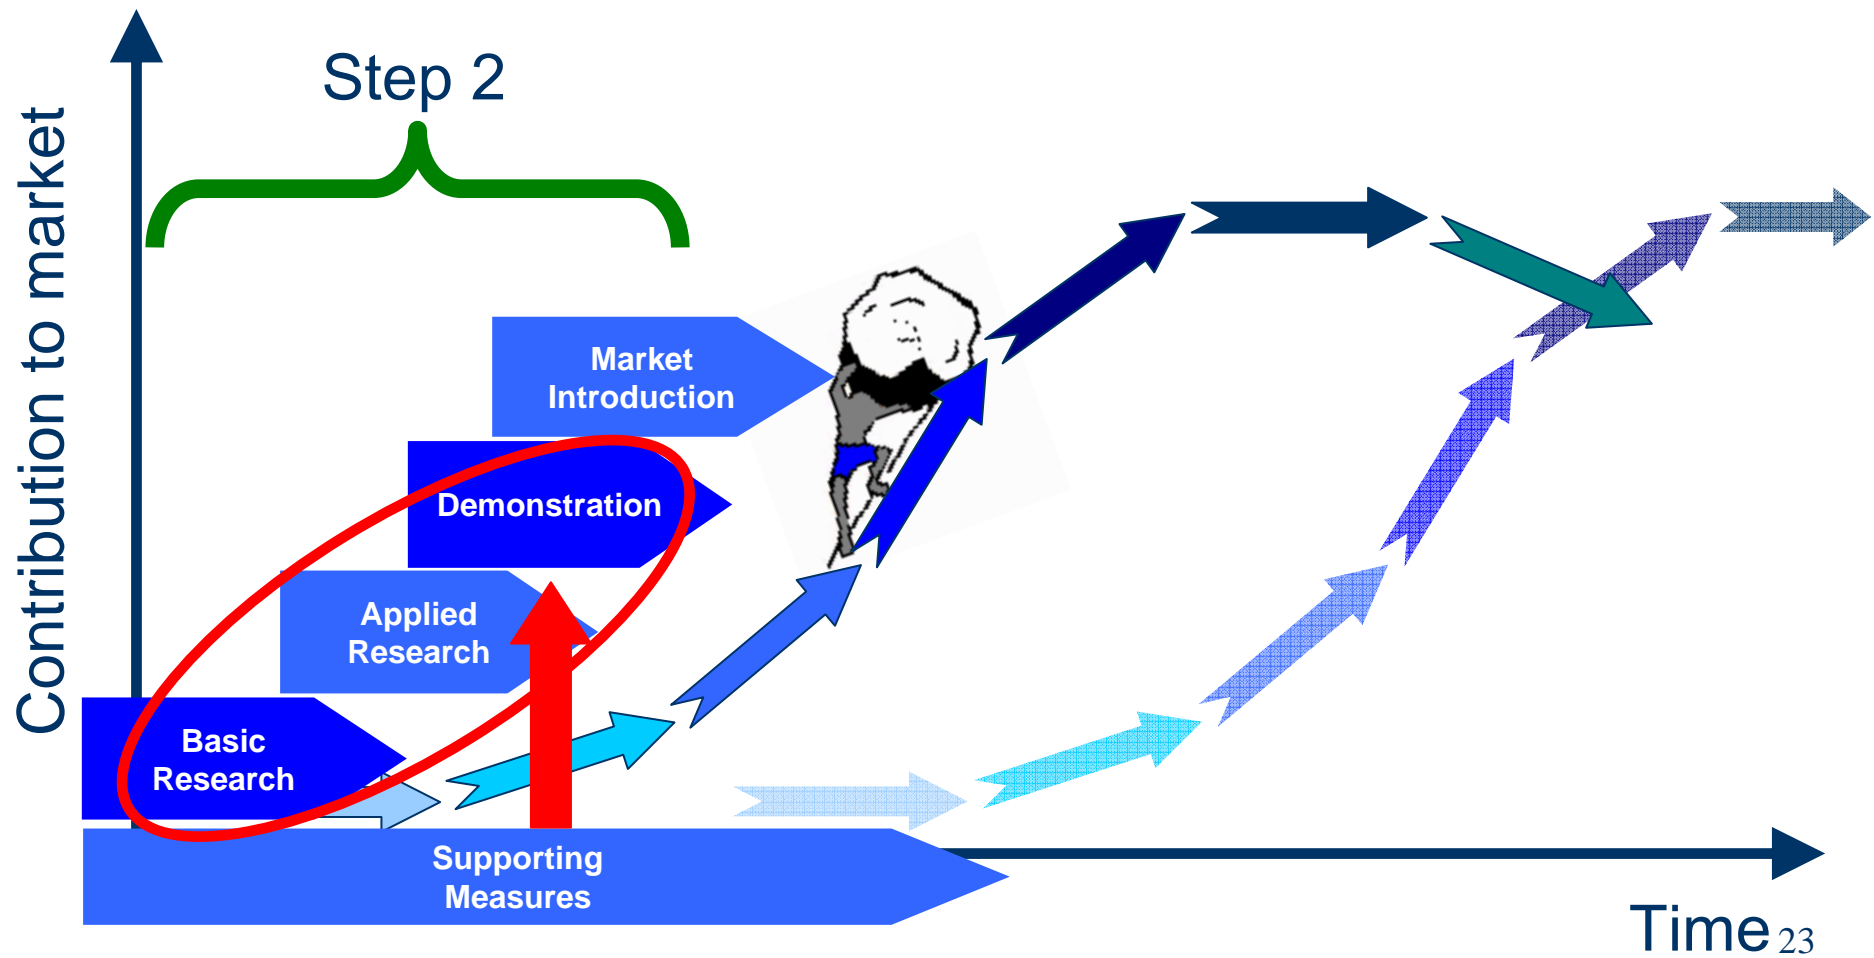 Step 2
Contribution to market
Market
Introduction
Demonstration
Applied
Research
Basic
Research
Supporting
Measures
Time
23